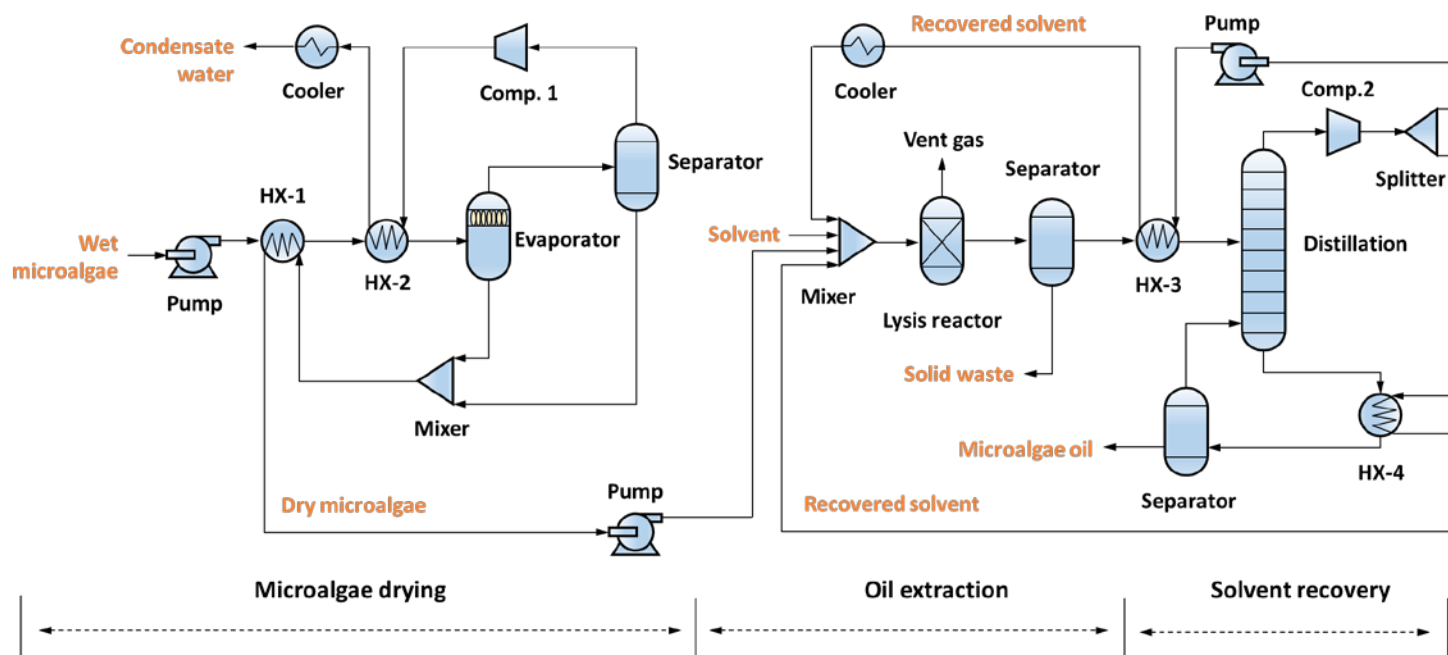 Condensate
water
Cooler
Comp. 1
Separator
HX-1
Wet
microalgae
Pump
HX-2
Evaporator
Mixer
Dry microalgae
Pump
Recovered solvent
Cooler
Pump
Comp.2
Splitter
Vent gas
Separator
Solvent
Mixer
Lysis reactor
HX-3
Distillation
Solid waste
Microalgae oil
Separator
HX-4
Recovered solvent
Microalgae drying
Oil extraction
Solvent recovery